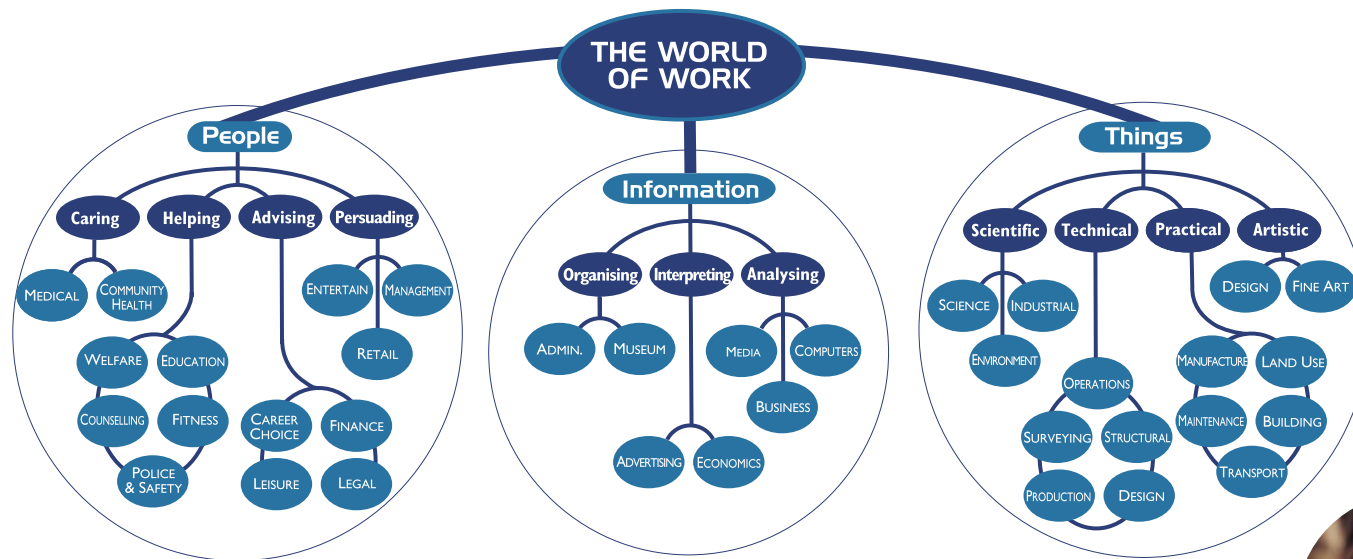 THE WORLD
OF WORK
People
Caring
Helping
Advising
Persuading
MEDICAL
COMMUNITY
HEALTH
ENTERTAIN
MANAGEMENT
RETAIL
WELFARE
EDUCATION
COUNSELLING
FITNESS
POLICE
& SAFETY
CAREER
CHOICE
FINANCE
LEISURE
LEGAL
Information
Organising
Interpreting
Analysing
ADMIN.
MUSEUM
MEDIA
COMPUTERS
BUSINESS
ADVERTISING
ECONOMICS
Things
Scientific
Technical
Practical
Artistic
SCIENCE
INDUSTRIAL
ENVIRONMENT
DESIGN
FINE ART
OPERATIONS
SURVEYING
STRUCTURAL
PRODUCTION
DESIGN
MANUFACTURE
LAND USE
MAINTENANCE
BUILDING
TRANSPORT